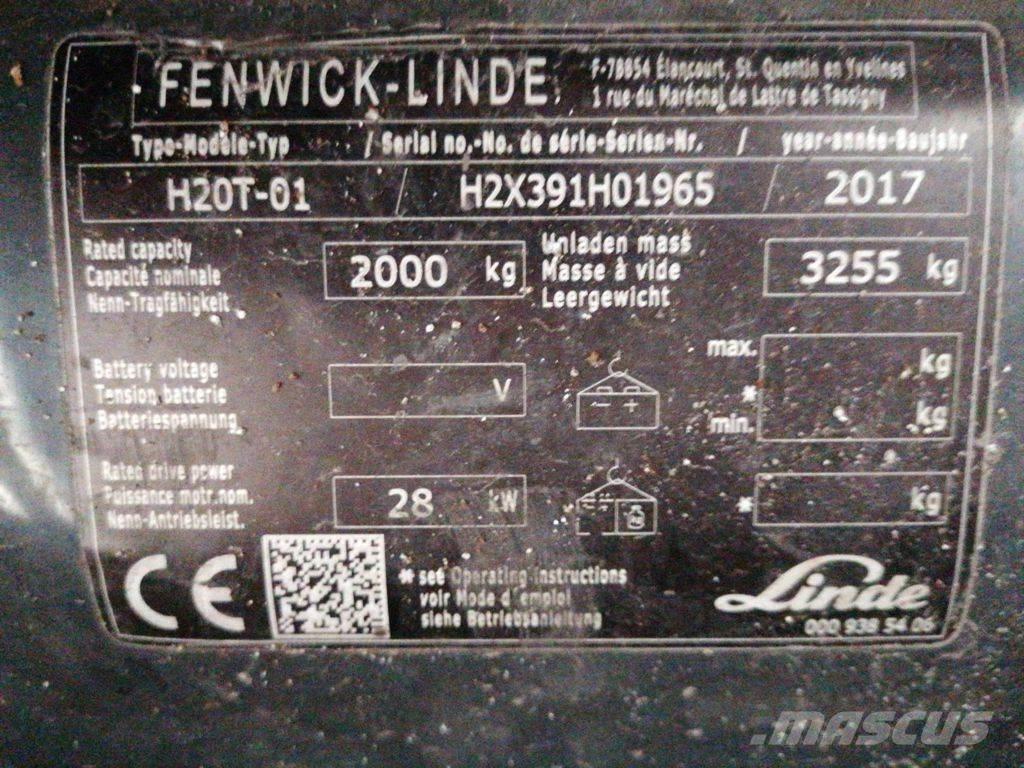 FENWICK-LINDE
F-78854 Élancourt, St. Quentin en Yvelines
1 rue du Maréchal de Lattre de Tassigny
Type-Modèle-Typ / Serial no.-No. de série-Serien-Nr. / year-année-Baujahr
H20T-01 / H2X391H01965 / 2017
Rated capacity
Capacité nominale
Nenn-Tragfähigkeit
2000 kg
Unladen mass
Masse à vide
Leergewicht
3255 kg
Battery voltage
Tension batterie
Batteriespannung
V
- +
max. kg
*
min. kg
Rated drive power
Puissance motr.nom.
Nenn-Antriebsleist.
28 kW
* kg
CE
* see Operating instructions
voir Mode d'emploi
siehe Betriebsanleitung
Linde
000 938 54 06
mascus